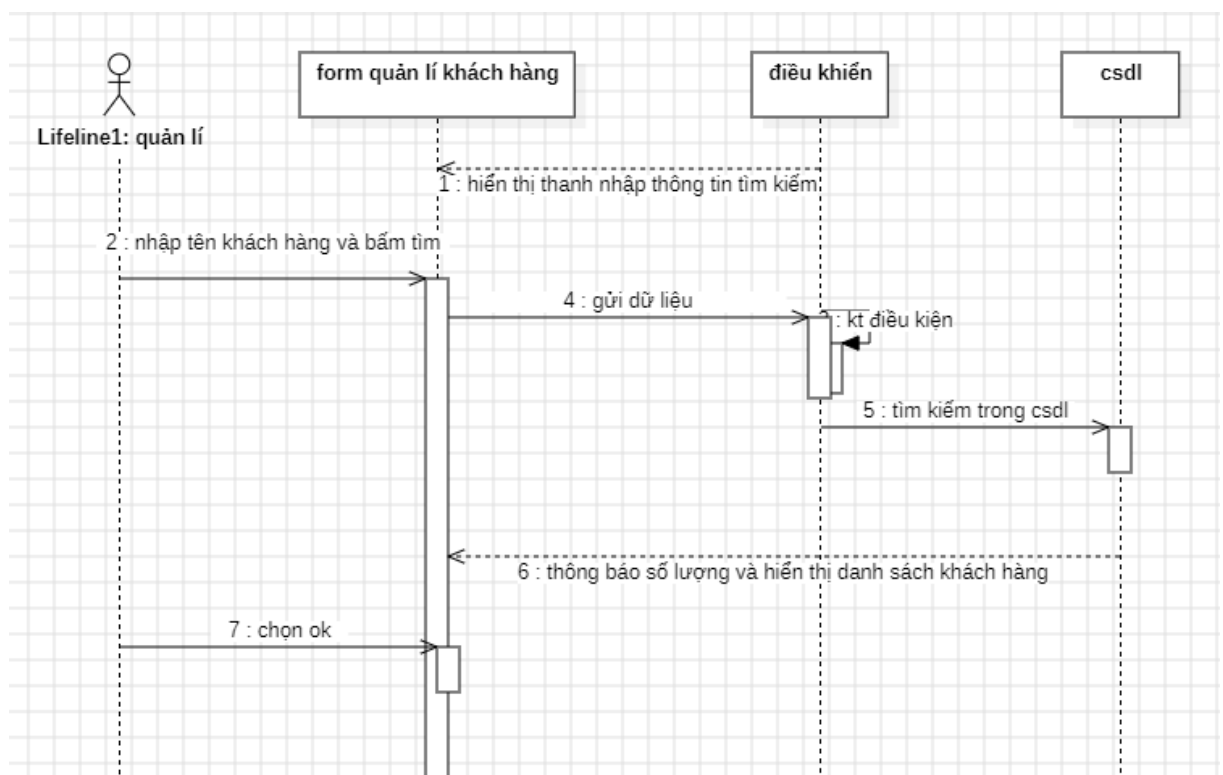 form quản lí khách hàng
điều khiển
csdl
Lifeline1: quản lí
1 : hiển thị thanh nhập thông tin tìm kiếm
2 : nhập tên khách hàng và bấm tìm
4 : gửi dữ liệu
: kt điều kiện
5 : tìm kiếm trong csdl
6 : thông báo số lượng và hiển thị danh sách khách hàng
7 : chọn ok